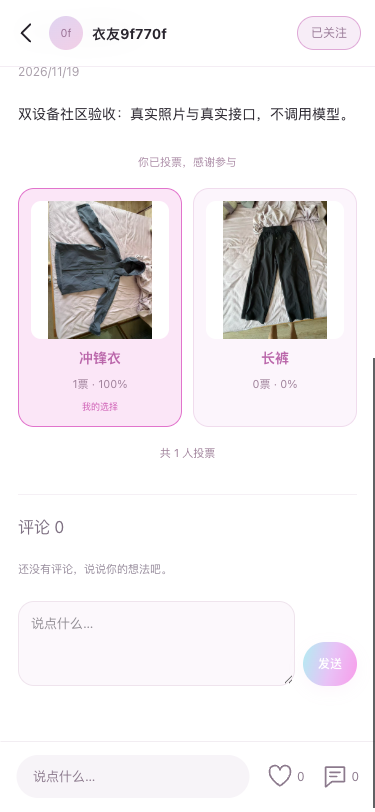 0f
衣友9f770f
已关注
2026/11/19
双设备社区验收：真实照片与真实接口，不调用模型。
你已投票，感谢参与
冲锋衣
1票 · 100%
我的选择
长裤
0票 · 0%
共 1 人投票
评论 0
还没有评论，说说你的想法吧。
说点什么...
发送
说点什么...
0
0